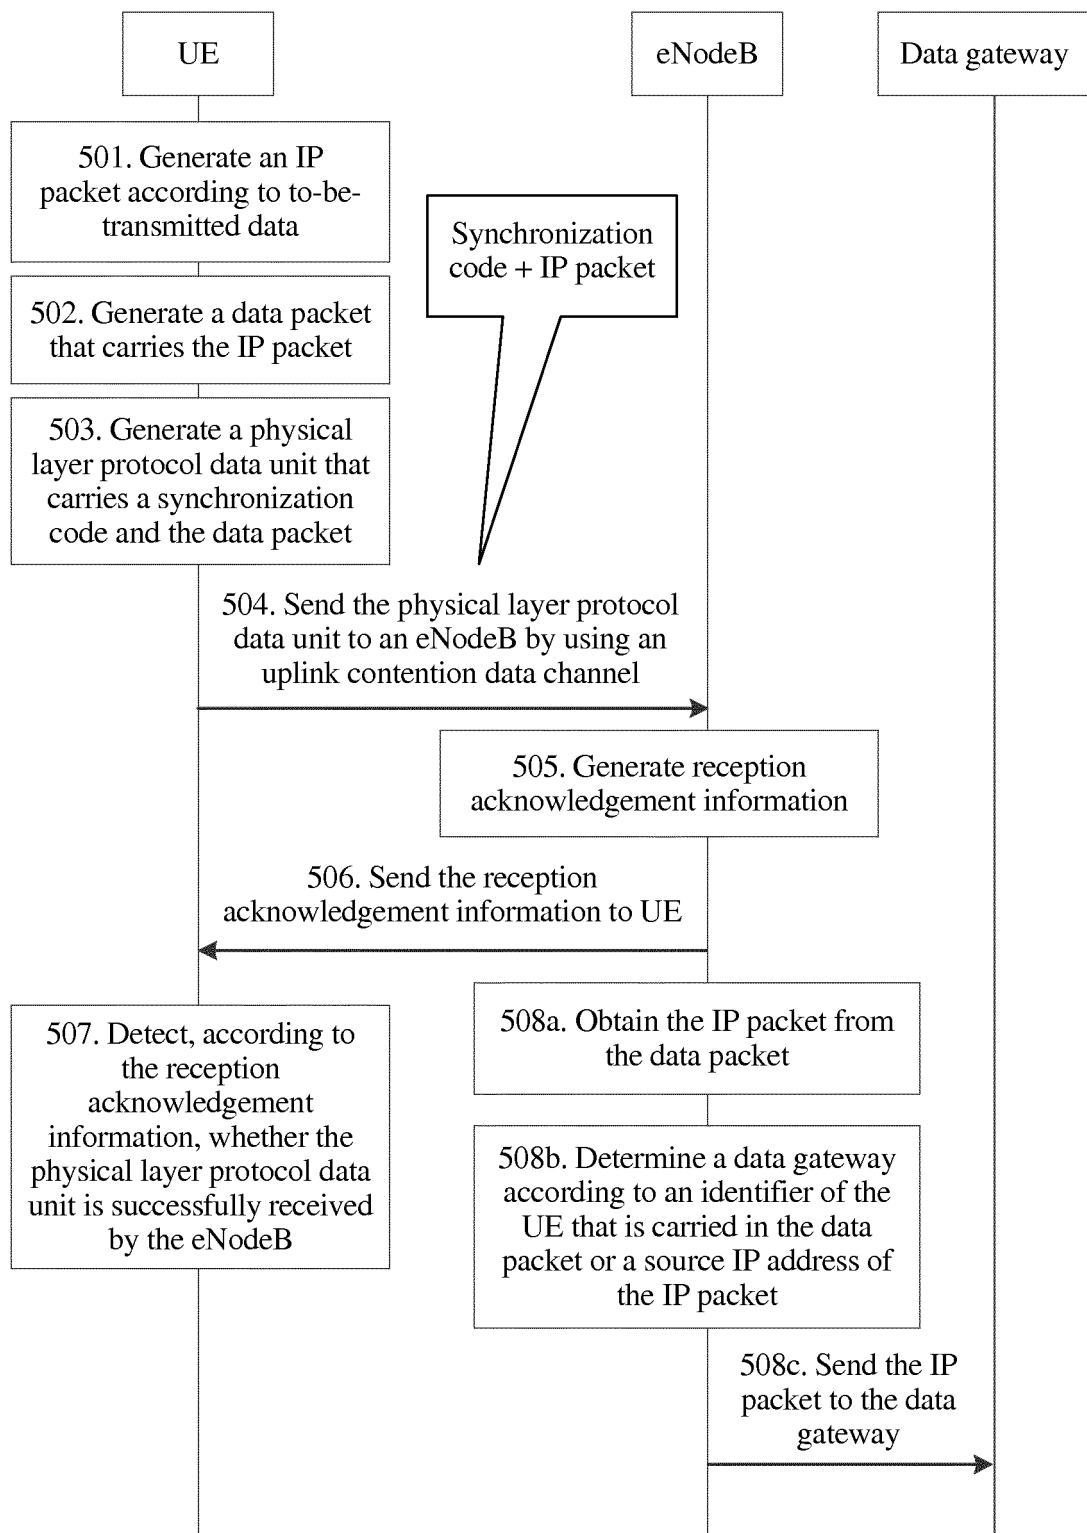 UE
eNodeB
Data gateway
501. Generate an IP
packet according to to-be-
transmitted data
Synchronization
code + IP packet
502. Generate a data packet
that carries the IP packet
503. Generate a physical
layer protocol data unit that
carries a synchronization
code and the data packet
504. Send the physical layer protocol
data unit to an eNodeB by using an
uplink contention data channel
505. Generate reception
acknowledgement information
506. Send the reception
acknowledgement information to UE
507. Detect, according to
the reception
acknowledgement
information, whether the
physical layer protocol data
unit is successfully received
by the eNodeB
508a. Obtain the IP packet from
the data packet
508b. Determine a data gateway
according to an identifier of the
UE that is carried in the data
packet or a source IP address of
the IP packet
508c. Send the IP
packet to the data
gateway